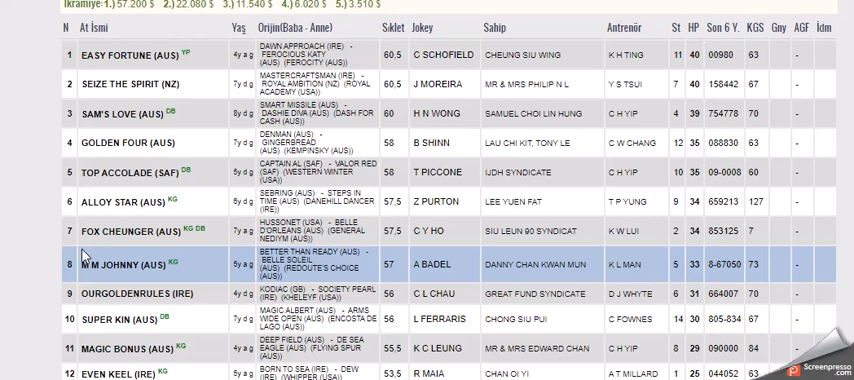 İkramiye: 1.) 57.200 $ 2.) 22.080 $ 3.) 11.540 $ 4.) 6.020 $ 5.) 3.510 $
N At İsmi Yaş Orijin(Baba - Anne) Sıklet Jokey Sahip Antrenör St HP Son 6 Y. KGS Gny AGF İdm
1 EASY FORTUNE (AUS) YP 4y a g DAWN APPROACH (IRE) - FEROCIOUS KATY (AUS) (FEROCITY (AUS) 60,5 C SCHOFIELD CHEUNG SIU WING K H TING 11 40 00980 63 -
2 SEIZE THE SPIRIT (NZ) 7y d g MASTERCRAFTSMAN (IRE) - ROYAL AMBITION (NZ) (ROYAL ACADEMY (USA)) 60,5 J MOREIRA MR & MRS PHILIP N L Y S TSUI 7 40 158442 67 -
3 SAM'S LOVE (AUS) DB 8y d g SMART MISSILE (AUS) - DASHIE DIVA (AUS) (DASH FOR CASH (AUS)) 60 H N WONG SAMUEL CHOI LIN HUNG C H YIP 4 39 754778 70 -
4 GOLDEN FOUR (AUS) 7y d g DENMAN (AUS) - GINGERBREAD (AUS) (KEMPINSKY (AUS)) 58 B SHINN LAU CHI KIT, TONY LE C W CHANG 12 35 088830 63 -
5 TOP ACCOLADE (SAF) DB 5y d g CAPTAIN AL (SAF) - VALOR RED (SAF) (WESTERN WINTER (USA)) 58 T PICCONE IJDH SYNDICATE C H YIP 10 35 09-0008 60 -
6 ALLOY STAR (AUS) KG 6y d g SEBRING (AUS) - STEPS IN TIME (AUS) (DANEHILL DANCER (IRE)) 57,5 Z PURTON LEE YUEN FAT T P YUNG 9 34 659213 127 -
7 FOX CHEUNGER (AUS) KG DB 7y a g HUSSONET (USA) - BELLE D'ORLEANS (AUS) (GENERAL NEDIYM (AUS)) 57,5 C Y HO SIU LEUN 90 SYNDICAT K W LUI 2 34 853125 7 -
8 M M JOHNNY (AUS) KG 5y a g BETTER THAN READY (AUS) - BELLE SOLEIL (AUS) (REDOUTE'S CHOICE (AUS)) 57 A BADEL DANNY CHAN KWAN MUN K L MAN 5 33 8-67050 73 -
9 OURGOLDENRULES (IRE) 4y d g KODIAC (GB) - SOCIETY PEARL (IRE) (KHELEYF (USA)) 56 C L CHAU GREAT FUND SYNDICATE D J WHYTE 6 31 664007 70 -
10 SUPER KIN (AUS) DB 4y d g MAGIC ALBERT (AUS) - ARMS WIDE OPEN (AUS) (ENCOSTA DE LAGO (AUS)) 56 L FERRARIS CHONG SIU PUI C FOWNES 14 30 805-834 67 -
11 MAGIC BONUS (AUS) KG 4y d g DEEP FIELD (AUS) - DE SEA EAGLE (AUS) (FLYING SPUR (AUS)) 55,5 K C LEUNG MR & MRS EDWARD CHAN C H YIP 8 29 090000 84 -
12 EVEN KEEL (IRE) KG 6y a g BORN TO SEA (IRE) - DEW (IRE) (WHIPPER (USA)) 53,5 R MAIA CHAN OI YI A T MILLARD 1 25 044052 63
Screenpresso.com